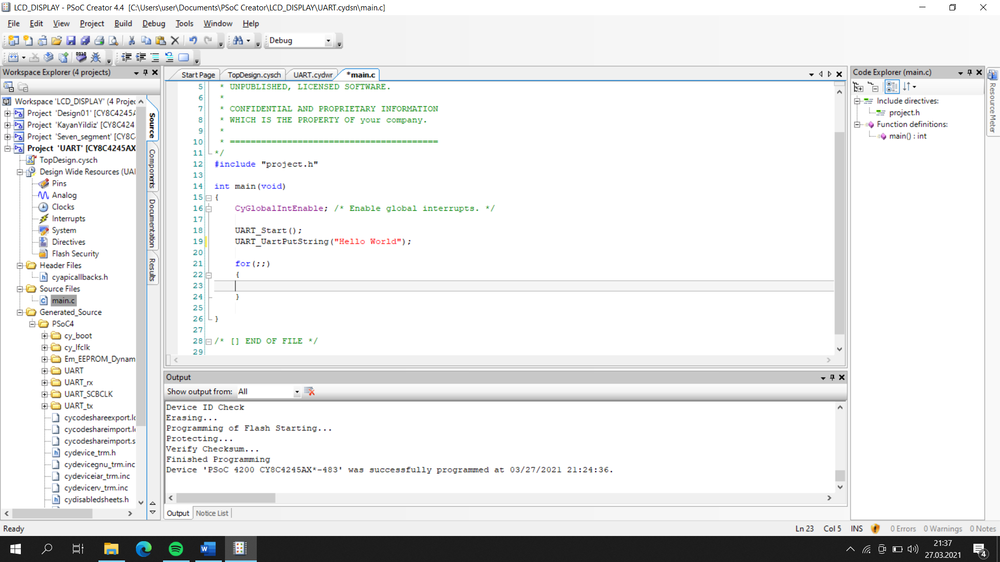 LCD_DISPLAY - PSoC Creator 4.4  [C:\Users\user\Documents\PSoC Creator\LCD_DISPLAY\UART.cydsn\main.c]
File Edit View Project Build Debug Tools Window Help
Debug
Workspace Explorer (4 projects)
Workspace 'LCD_DISPLAY' (4 Projec
Project 'Design01' [CY8C4245A
Project 'KayanYildiz' [CY8C424
Project 'Seven_segment' [CY8C
Project 'UART' [CY8C4245AX
TopDesign.cysch
Design Wide Resources (UA
Pins
Analog
Clocks
Interrupts
System
Directives
Flash Security
Header Files
cyapicallbacks.h
Source Files
main.c
Generated_Source
PSoC4
cy_boot
cy_lfclk
Em_EEPROM_Dynam
UART
UART_rx
UART_SCBCLK
UART_tx
cycodeshareexport.l
cycodeshareimport.l
cycodeshareimport.s
cydevice_trm.h
cydevicegnu_trm.inc
cydeviceiar_trm.inc
cydevicerv_trm.inc
cydisabledsheets.h
Source
Components
Documentation
Results
Start Page TopDesign.cysch UART.cydwr *main.c
5 * UNPUBLISHED, LICENSED SOFTWARE.
6 *
7 * CONFIDENTIAL AND PROPRIETARY INFORMATION
8 * WHICH IS THE PROPERTY OF your company.
9 *
10 * ========================================
11 */
12 #include "project.h"
13
14 int main(void)
15 {
16 CyGlobalIntEnable; /* Enable global interrupts. */
17
18 UART_Start();
19 UART_UartPutString("Hello World");
20
21 for(;;)
22 {
23
24 }
25
26 }
27
28 /* [] END OF FILE */
29
Output
Show output from: All
Device ID Check
Erasing...
Programming of Flash Starting...
Protecting...
Verify Checksum...
Finished Programming
Device 'PSoC 4200 CY8C4245AX*-483' was successfully programmed at 03/27/2021 21:24:36.
Output Notice List
Code Explorer (main.c)
Include directives:
project.h
Function definitions:
main() : int
Resource Meter
Ready
Ln 23 Col 5 INS 0 Errors 0 Warnings 0 Notes
21:37
27.03.2021
4